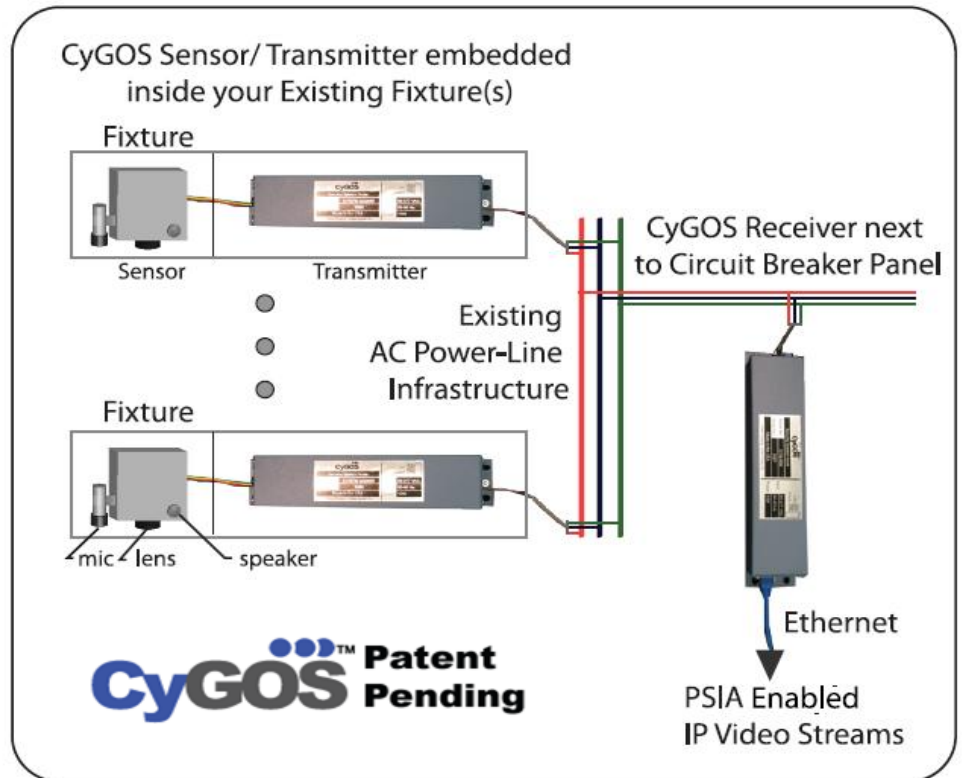 CyGOS Sensor/ Transmitter embedded
inside your Existing Fixture(s)
Fixture
Sensor
Transmitter
CyGOS Receiver next
to Circuit Breaker Panel
Existing
AC Power-Line
Infrastructure
Fixture
mic
lens
speaker
Ethernet
PSIA Enabled
IP Video Streams
CyGOS™
Patent
Pending